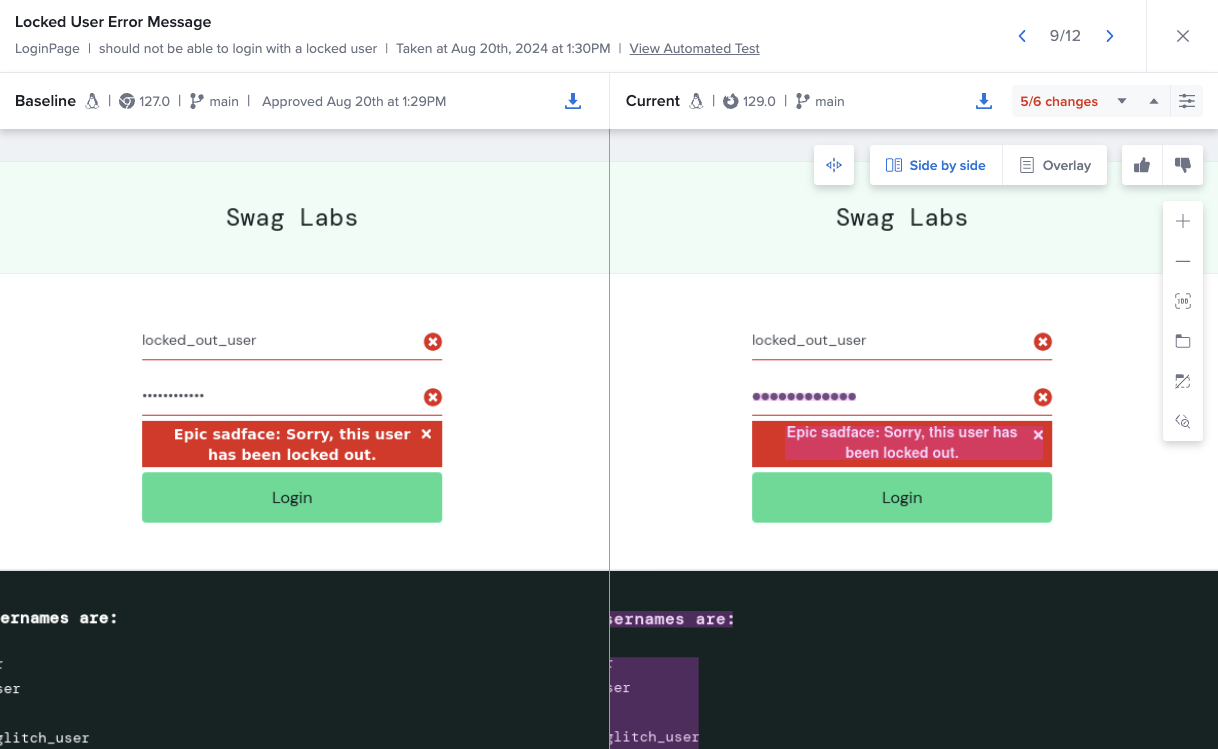 Locked User Error Message
LoginPage | should not be able to login with a locked user | Taken at Aug 20th, 2024 at 1:30PM | View Automated Test
9/12
Baseline | 127.0 | main | Approved Aug 20th at 1:29PM
Current | 129.0 | main
5/6 changes
Side by side
Overlay
100
Swag Labs
locked_out_user
••••••••••••
Epic sadface: Sorry, this user
has been locked out.
Login
ernames are:
r
ser
glitch_user
Swag Labs
locked_out_user
●●●●●●●●●●●●
Epic sadface: Sorry, this user has
been locked out.
Login
sernames are:
r
ser
glitch_user